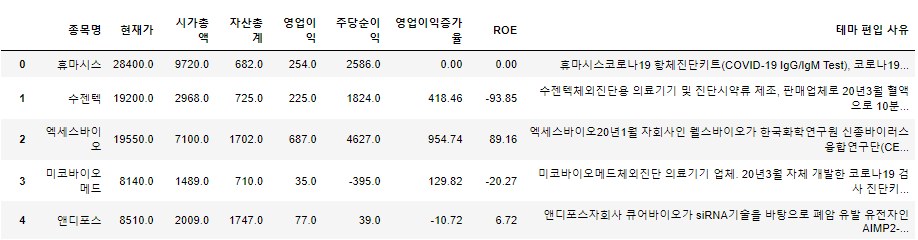 종목명 현재가 시가총액 자산총계 영업이익 주당순이익 영업이익증가율 ROE 테마 편입 사유
0 휴마시스 28400.0 9720.0 682.0 254.0 2586.0 0.00 0.00 휴마시스코로나19 항체진단키트(COVID-19 IgG/IgM Test), 코로나19...
1 수젠텍 19200.0 2968.0 725.0 225.0 1824.0 418.46 -93.85 수젠텍체외진단용 의료기기 및 진단시약류 제조, 판매업체로 20년3월 혈액
으로 10분...
2 엑세스바이오 19550.0 7100.0 1702.0 687.0 4627.0 954.74 89.16 엑세스바이오20년1월 자회사인 웰스바이오가 한국화학연구원 신종바이러스
융합연구단(CE...
3 미코바이오메드 8140.0 1489.0 710.0 35.0 -395.0 129.82 -20.27 미코바이오메드체외진단 의료기기 업체. 20년3월 자체 개발한 코로나19 검
사 진단키...
4 앤디포스 8510.0 2009.0 1747.0 77.0 39.0 -10.72 6.72 앤디포스자회사 큐어바이오가 siRNA기술을 바탕으로 폐암 유발 유전자인
AIMP2-...